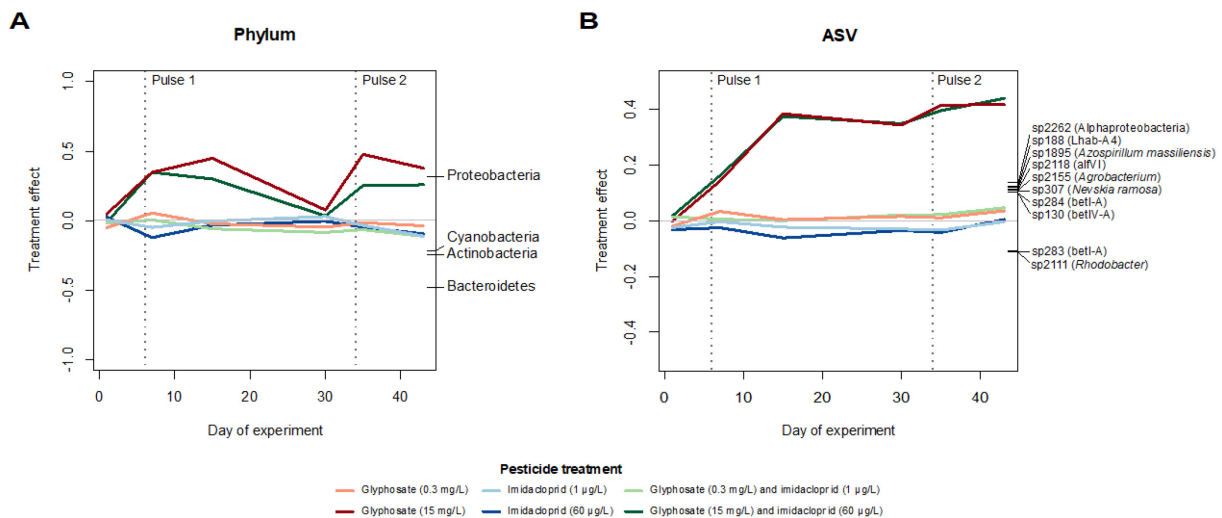 A
Phylum
1.0
0.5
0.0
-0.5
-1.0
Treatment effect
Pulse 1
Pulse 2
Proteobacteria
Cyanobacteria
Actinobacteria
Bacteroidetes
0
10
20
30
40
Day of experiment
B
ASV
0.4
0.2
0.0
-0.2
-0.4
Treatment effect
Pulse 1
Pulse 2
sp2262 (Alphaproteobacteria)
sp188 (Lhab-A4)
sp1895 (Azospirillum massiliensis)
sp2118 (alfVI)
sp2155 (Agrobacterium)
sp307 (Nevskia ramosa)
sp284 (betI-A)
sp130 (betIV-A)
sp283 (betI-A)
sp2111 (Rhodobacter)
0
10
20
30
40
Day of experiment
Pesticide treatment
Glyphosate (0.3 mg/L)
Imidacloprid (1 µg/L)
Glyphosate (0.3 mg/L) and imidacloprid (1 µg/L)
Glyphosate (15 mg/L)
Imidacloprid (60 µg/L)
Glyphosate (15 mg/L) and imidacloprid (60 µg/L)